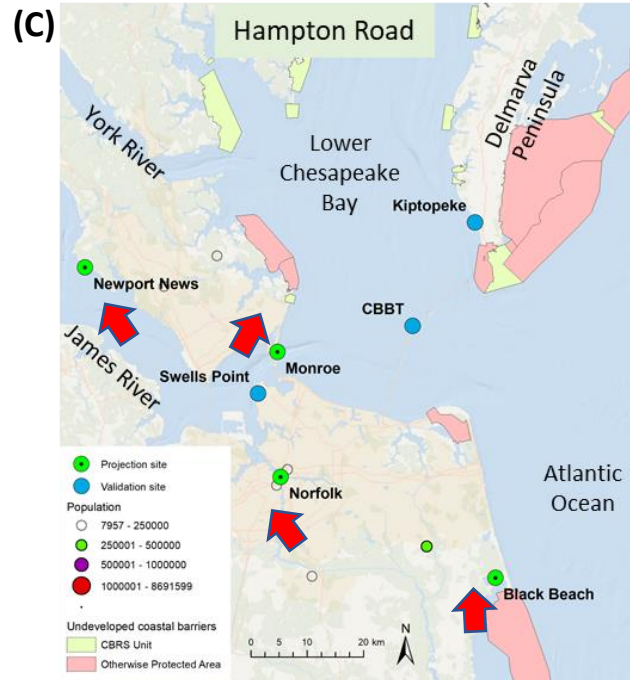 (C)
Hampton Road
York River
Delmarva
Peninsula
Lower
Chesapeake
Bay
Kiptopeke
Newport News
CBBT
James River
Monroe
Swells Point
Norfolk
Atlantic
Ocean
Black Beach
Projection site
Validation site
Population
7957 - 250000
250001 - 500000
500001 - 1000000
1000001 - 8691599
Undeveloped coastal barriers
CBRS Unit
Otherwise Protected Area
0 5 10 20 km
N